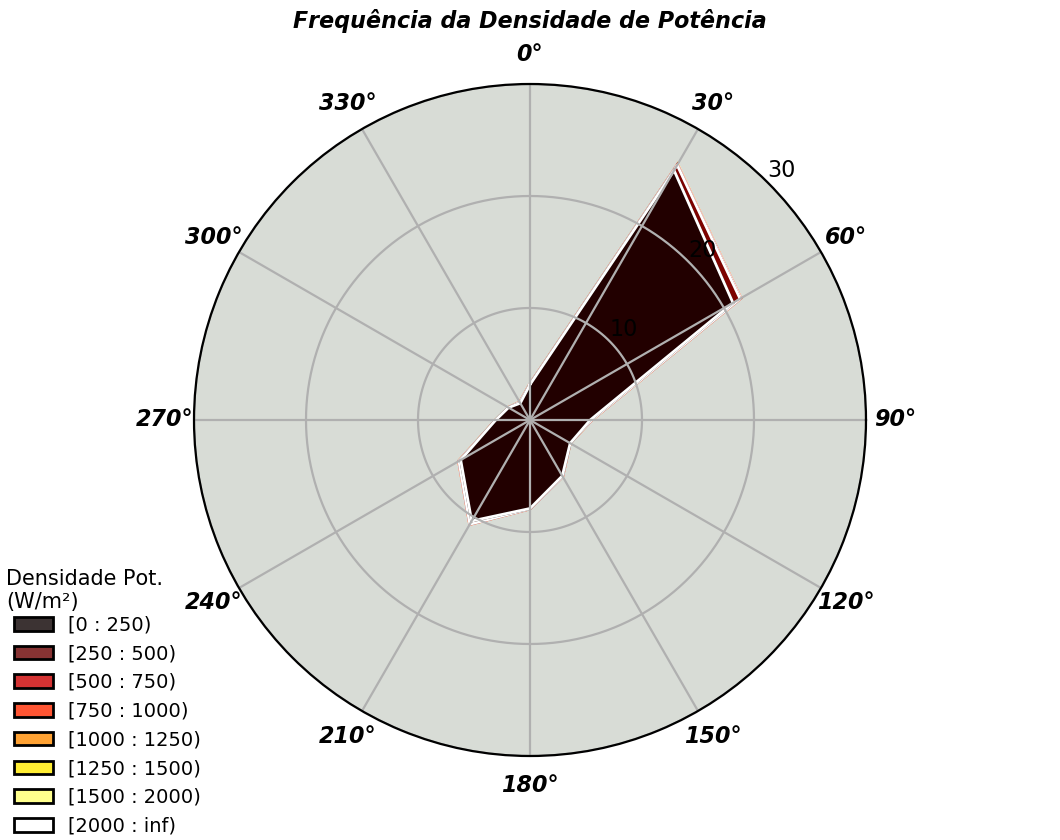 Frequência da Densidade de Potência
0°
330°
30°
30
300°
60°
20
10
270°
90°
240°
120°
210°
150°
180°
Densidade Pot.
(W/m²)
[0 : 250)
[250 : 500)
[500 : 750)
[750 : 1000)
[1000 : 1250)
[1250 : 1500)
[1500 : 2000)
[2000 : inf)